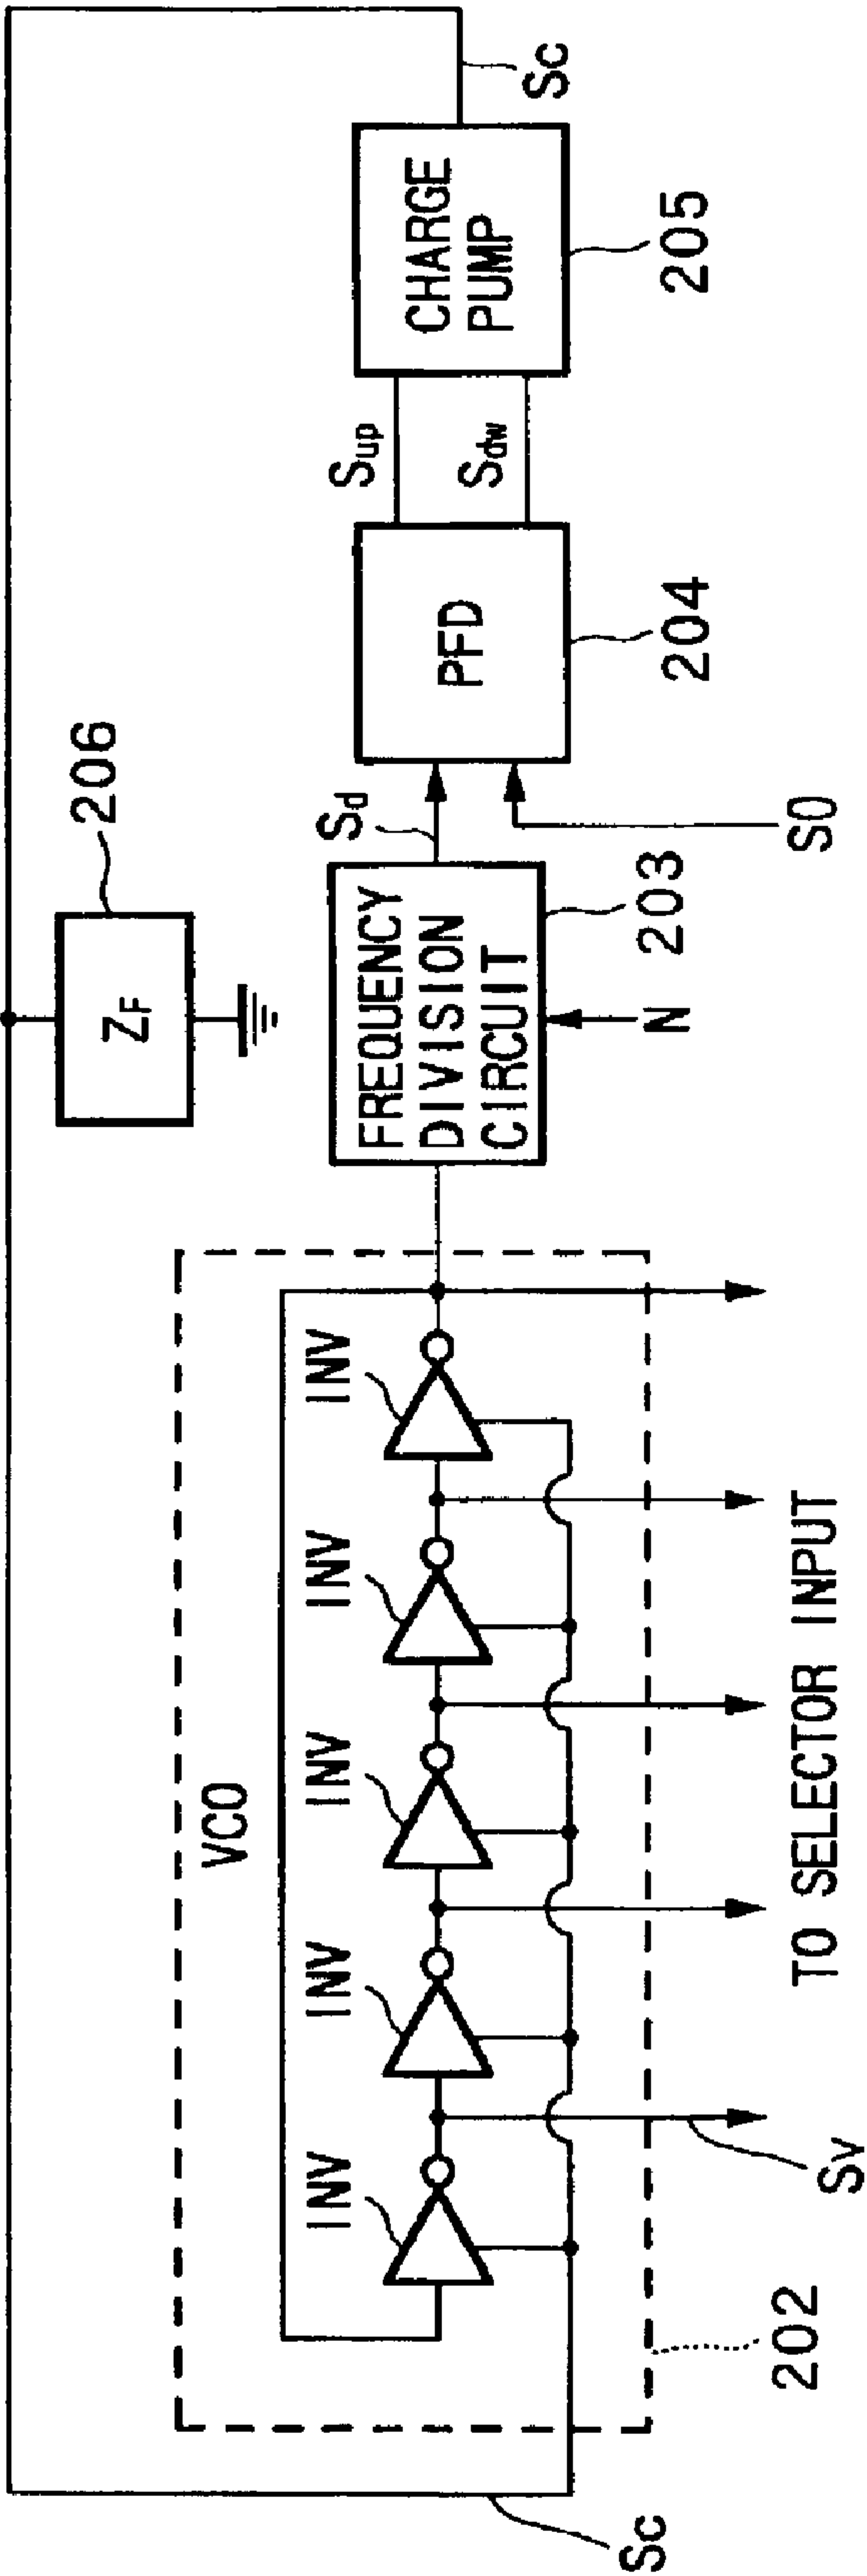 Sc
206
ZF
VCO
INV
INV
INV
INV
INV
FREQUENCY
DIVISION
CIRCUIT
203
N
Sd
S0
PFD
204
Sup
Sdw
CHARGE
PUMP
205
Sc
202
Sv
TO SELECTOR INPUT